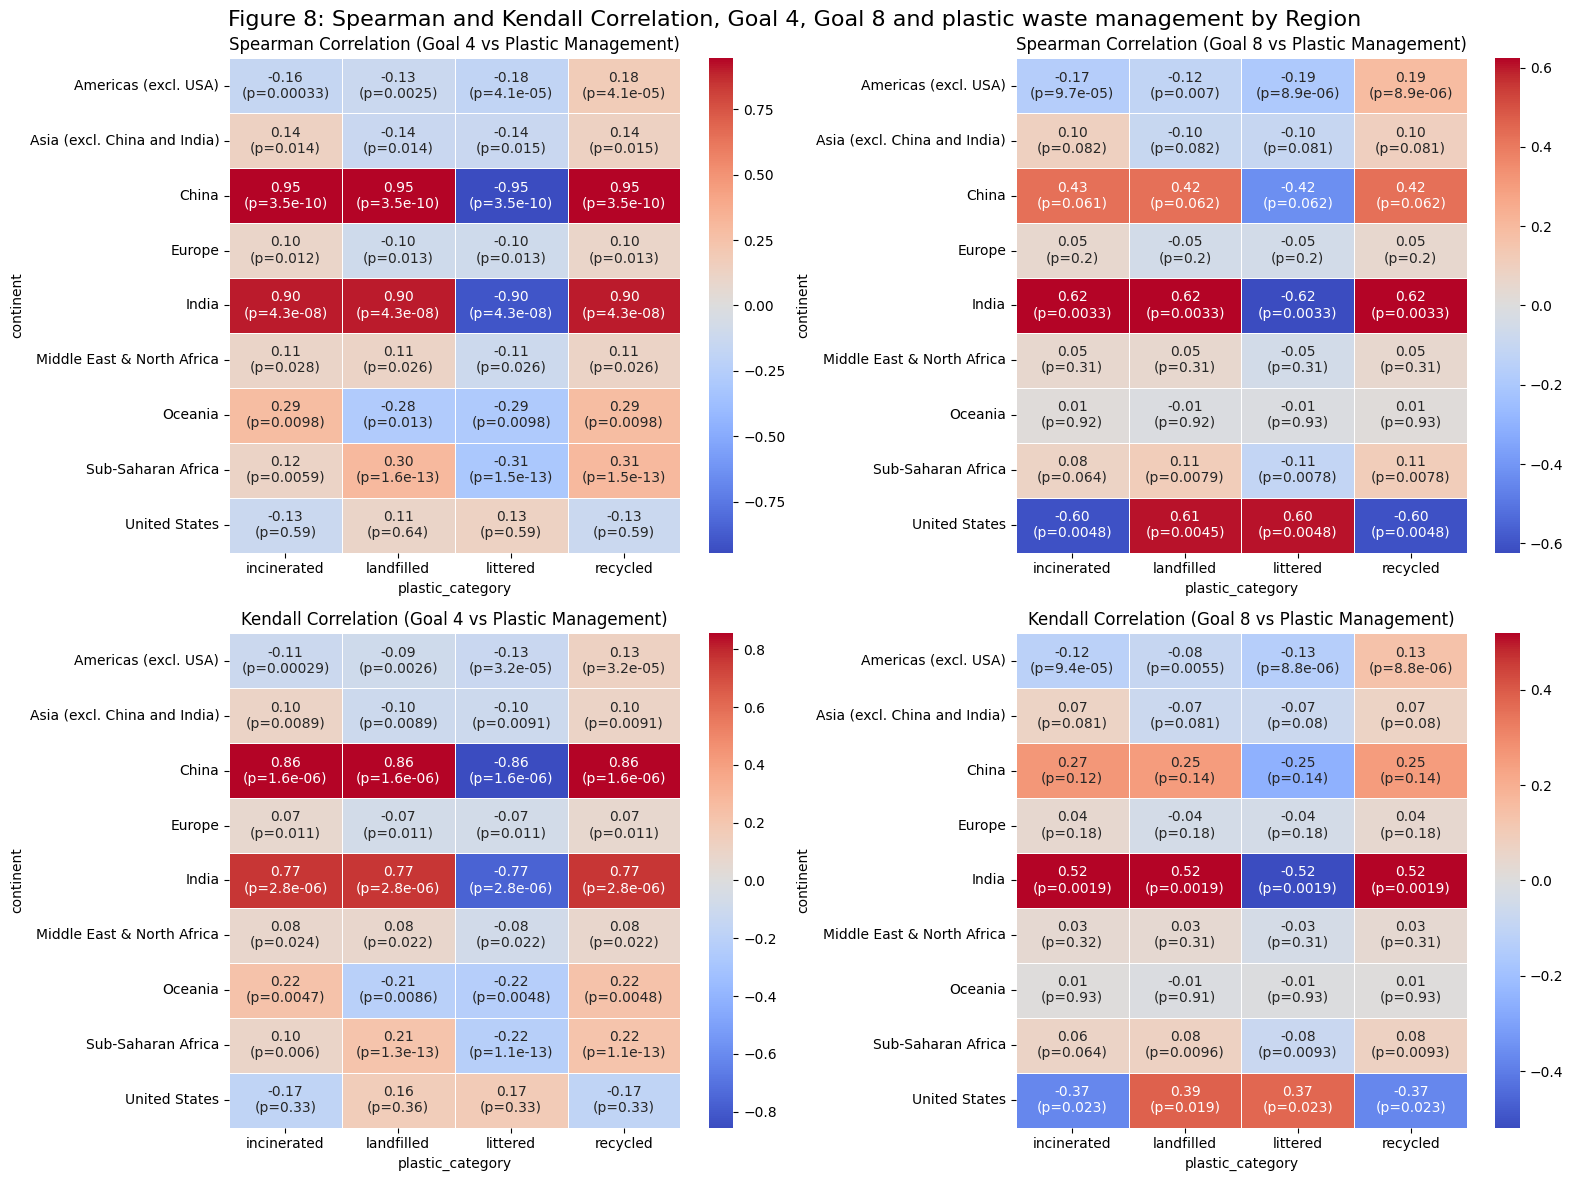 Figure 8: Spearman and Kendall Correlation, Goal 4, Goal 8 and plastic waste management by Region
Spearman Correlation (Goal 4 vs Plastic Management)
continent
Americas (excl. USA)
-0.16 -0.13 -0.18 0.18
(p=0.00033) (p=0.0025) (p=4.1e-05) (p=4.1e-05)
Asia (excl. China and India)
0.14 -0.14 -0.14 0.14
(p=0.014) (p=0.014) (p=0.015) (p=0.015)
China
0.95 0.95 -0.95 0.95
(p=3.5e-10) (p=3.5e-10) (p=3.5e-10) (p=3.5e-10)
Europe
0.10 -0.10 -0.10 0.10
(p=0.012) (p=0.013) (p=0.013) (p=0.013)
India
0.90 0.90 -0.90 0.90
(p=4.3e-08) (p=4.3e-08) (p=4.3e-08) (p=4.3e-08)
Middle East & North Africa
0.11 0.11 -0.11 0.11
(p=0.028) (p=0.026) (p=0.026) (p=0.026)
Oceania
0.29 -0.28 -0.29 0.29
(p=0.0098) (p=0.013) (p=0.0098) (p=0.0098)
Sub-Saharan Africa
0.12 0.30 -0.31 0.31
(p=0.0059) (p=1.6e-13) (p=1.5e-13) (p=1.5e-13)
United States
-0.13 0.11 0.13 -0.13
(p=0.59) (p=0.64) (p=0.59) (p=0.59)
incinerated landfilled littered recycled
plastic_category
0.75
0.50
0.25
0.00
−0.25
−0.50
−0.75
Spearman Correlation (Goal 8 vs Plastic Management)
continent
Americas (excl. USA)
-0.17 -0.12 -0.19 0.19
(p=9.7e-05) (p=0.007) (p=8.9e-06) (p=8.9e-06)
Asia (excl. China and India)
0.10 -0.10 -0.10 0.10
(p=0.082) (p=0.082) (p=0.081) (p=0.081)
China
0.43 0.42 -0.42 0.42
(p=0.061) (p=0.062) (p=0.062) (p=0.062)
Europe
0.05 -0.05 -0.05 0.05
(p=0.2) (p=0.2) (p=0.2) (p=0.2)
India
0.62 0.62 -0.62 0.62
(p=0.0033) (p=0.0033) (p=0.0033) (p=0.0033)
Middle East & North Africa
0.05 0.05 -0.05 0.05
(p=0.31) (p=0.31) (p=0.31) (p=0.31)
Oceania
0.01 -0.01 -0.01 0.01
(p=0.92) (p=0.92) (p=0.93) (p=0.93)
Sub-Saharan Africa
0.08 0.11 -0.11 0.11
(p=0.064) (p=0.0079) (p=0.0078) (p=0.0078)
United States
-0.60 0.61 0.60 -0.60
(p=0.0048) (p=0.0045) (p=0.0048) (p=0.0048)
incinerated landfilled littered recycled
plastic_category
0.6
0.4
0.2
0.0
−0.2
−0.4
−0.6
Kendall Correlation (Goal 4 vs Plastic Management)
continent
Americas (excl. USA)
-0.11 -0.09 -0.13 0.13
(p=0.00029) (p=0.0026) (p=3.2e-05) (p=3.2e-05)
Asia (excl. China and India)
0.10 -0.10 -0.10 0.10
(p=0.0089) (p=0.0089) (p=0.0091) (p=0.0091)
China
0.86 0.86 -0.86 0.86
(p=1.6e-06) (p=1.6e-06) (p=1.6e-06) (p=1.6e-06)
Europe
0.07 -0.07 -0.07 0.07
(p=0.011) (p=0.011) (p=0.011) (p=0.011)
India
0.77 0.77 -0.77 0.77
(p=2.8e-06) (p=2.8e-06) (p=2.8e-06) (p=2.8e-06)
Middle East & North Africa
0.08 0.08 -0.08 0.08
(p=0.024) (p=0.022) (p=0.022) (p=0.022)
Oceania
0.22 -0.21 -0.22 0.22
(p=0.0047) (p=0.0086) (p=0.0048) (p=0.0048)
Sub-Saharan Africa
0.10 0.21 -0.22 0.22
(p=0.006) (p=1.3e-13) (p=1.1e-13) (p=1.1e-13)
United States
-0.17 0.16 0.17 -0.17
(p=0.33) (p=0.36) (p=0.33) (p=0.33)
incinerated landfilled littered recycled
plastic_category
0.8
0.6
0.4
0.2
0.0
−0.2
−0.4
−0.6
−0.8
Kendall Correlation (Goal 8 vs Plastic Management)
continent
Americas (excl. USA)
-0.12 -0.08 -0.13 0.13
(p=9.4e-05) (p=0.0055) (p=8.8e-06) (p=8.8e-06)
Asia (excl. China and India)
0.07 -0.07 -0.07 0.07
(p=0.081) (p=0.081) (p=0.08) (p=0.08)
China
0.27 0.25 -0.25 0.25
(p=0.12) (p=0.14) (p=0.14) (p=0.14)
Europe
0.04 -0.04 -0.04 0.04
(p=0.18) (p=0.18) (p=0.18) (p=0.18)
India
0.52 0.52 -0.52 0.52
(p=0.0019) (p=0.0019) (p=0.0019) (p=0.0019)
Middle East & North Africa
0.03 0.03 -0.03 0.03
(p=0.32) (p=0.31) (p=0.31) (p=0.31)
Oceania
0.01 -0.01 -0.01 0.01
(p=0.93) (p=0.91) (p=0.93) (p=0.93)
Sub-Saharan Africa
0.06 0.08 -0.08 0.08
(p=0.064) (p=0.0096) (p=0.0093) (p=0.0093)
United States
-0.37 0.39 0.37 -0.37
(p=0.023) (p=0.019) (p=0.023) (p=0.023)
incinerated landfilled littered recycled
plastic_category
0.4
0.2
0.0
−0.2
−0.4